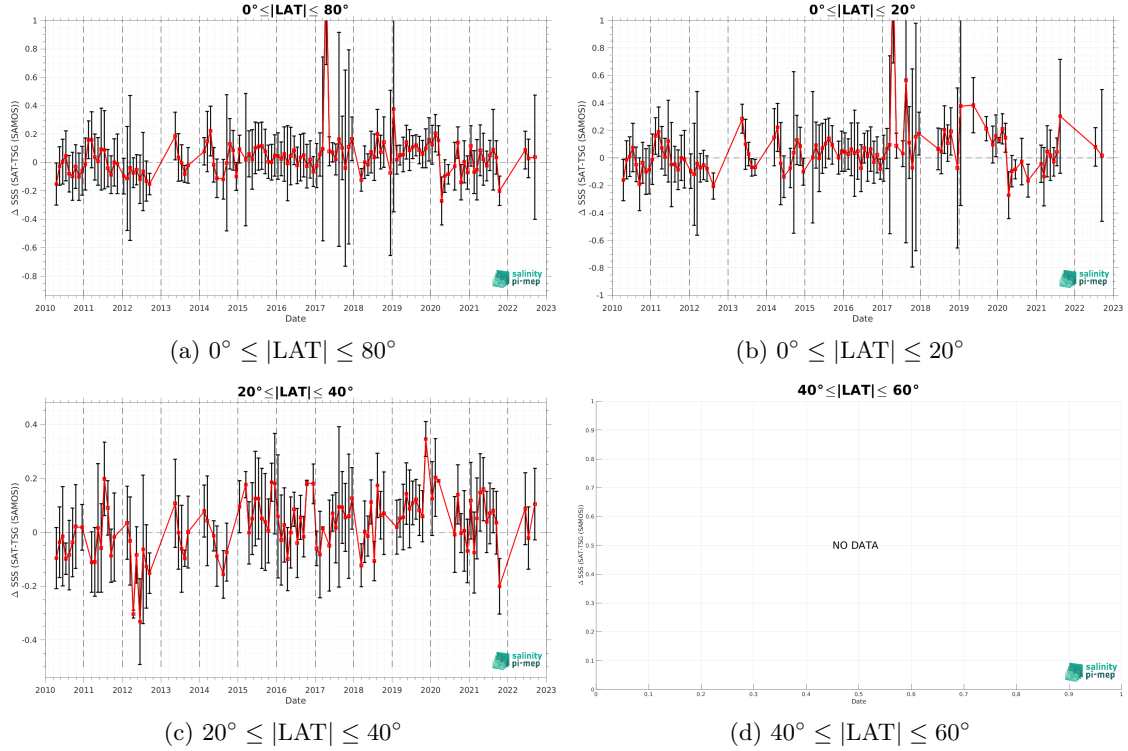 0°≤|LAT|≤ 80°
Δ SSS (SAT-TSG (SAMOS))
1
0.8
0.6
0.4
0.2
0
-0.2
-0.4
-0.6
-0.8
2010 2011 2012 2013 2014 2015 2016 2017 2018 2019 2020 2021 2022 2023
Date
salinity
pi-mep
(a) 0° ≤ |LAT| ≤ 80°
0°≤|LAT|≤ 20°
Δ SSS (SAT-TSG (SAMOS))
1
0.8
0.6
0.4
0.2
0
-0.2
-0.4
-0.6
-0.8
-1
2010 2011 2012 2013 2014 2015 2016 2017 2018 2019 2020 2021 2022 2023
Date
salinity
pi-mep
(b) 0° ≤ |LAT| ≤ 20°
20°≤|LAT|≤ 40°
Δ SSS (SAT-TSG (SAMOS))
0.4
0.2
0
-0.2
-0.4
2010 2011 2012 2013 2014 2015 2016 2017 2018 2019 2020 2021 2022 2023
Date
salinity
pi-mep
(c) 20° ≤ |LAT| ≤ 40°
40°≤|LAT|≤ 60°
Δ SSS (SAT-TSG (SAMOS))
1
0.9
0.8
0.7
0.6
0.5
0.4
0.3
0.2
0.1
0
NO DATA
0 0.1 0.2 0.3 0.4 0.5 0.6 0.7 0.8 0.9 1
Date
salinity
pi-mep
(d) 40° ≤ |LAT| ≤ 60°